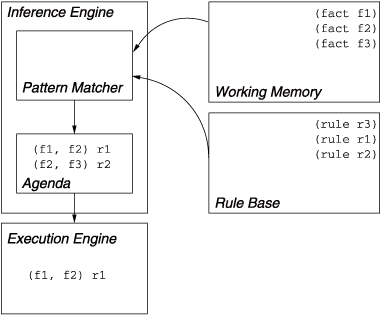 Inference Engine
Pattern Matcher
(f1, f2) r1
(f2, f3) r2
Agenda
Execution Engine
(f1, f2) r1
(fact f1)
(fact f2)
(fact f3)
Working Memory
(rule r3)
(rule r1)
(rule r2)
Rule Base